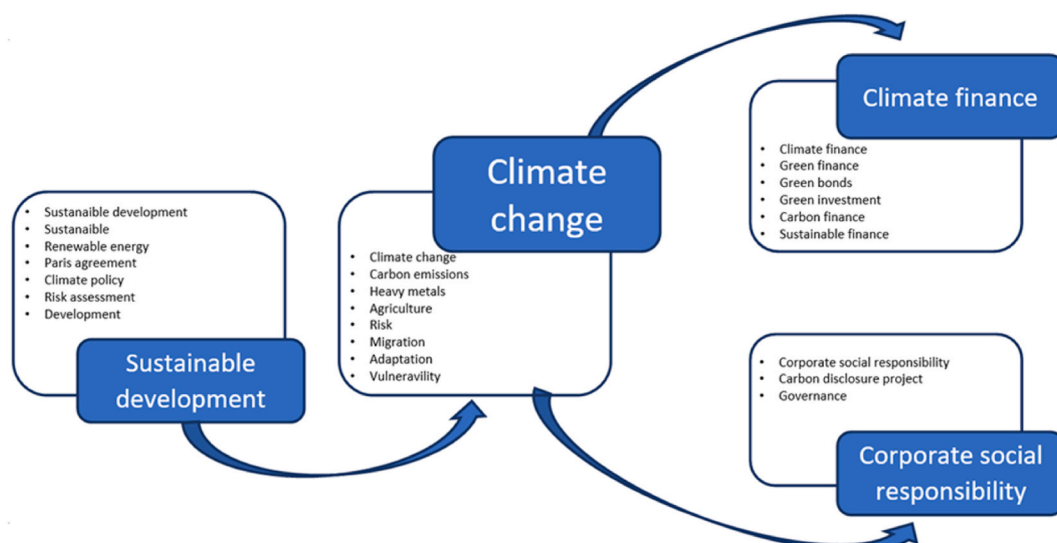 Sustanaible development
Sustanaible
Renewable energy
Paris agreement
Climate policy
Risk assessment
Development
Sustainable
development
Climate
change
Climate change
Carbon emissions
Heavy metals
Agriculture
Risk
Migration
Adaptation
Vulneravility
Climate finance
Climate finance
Green finance
Green bonds
Green investment
Carbon finance
Sustainable finance
Corporate social responsibility
Carbon disclosure project
Governance
Corporate social
responsibility